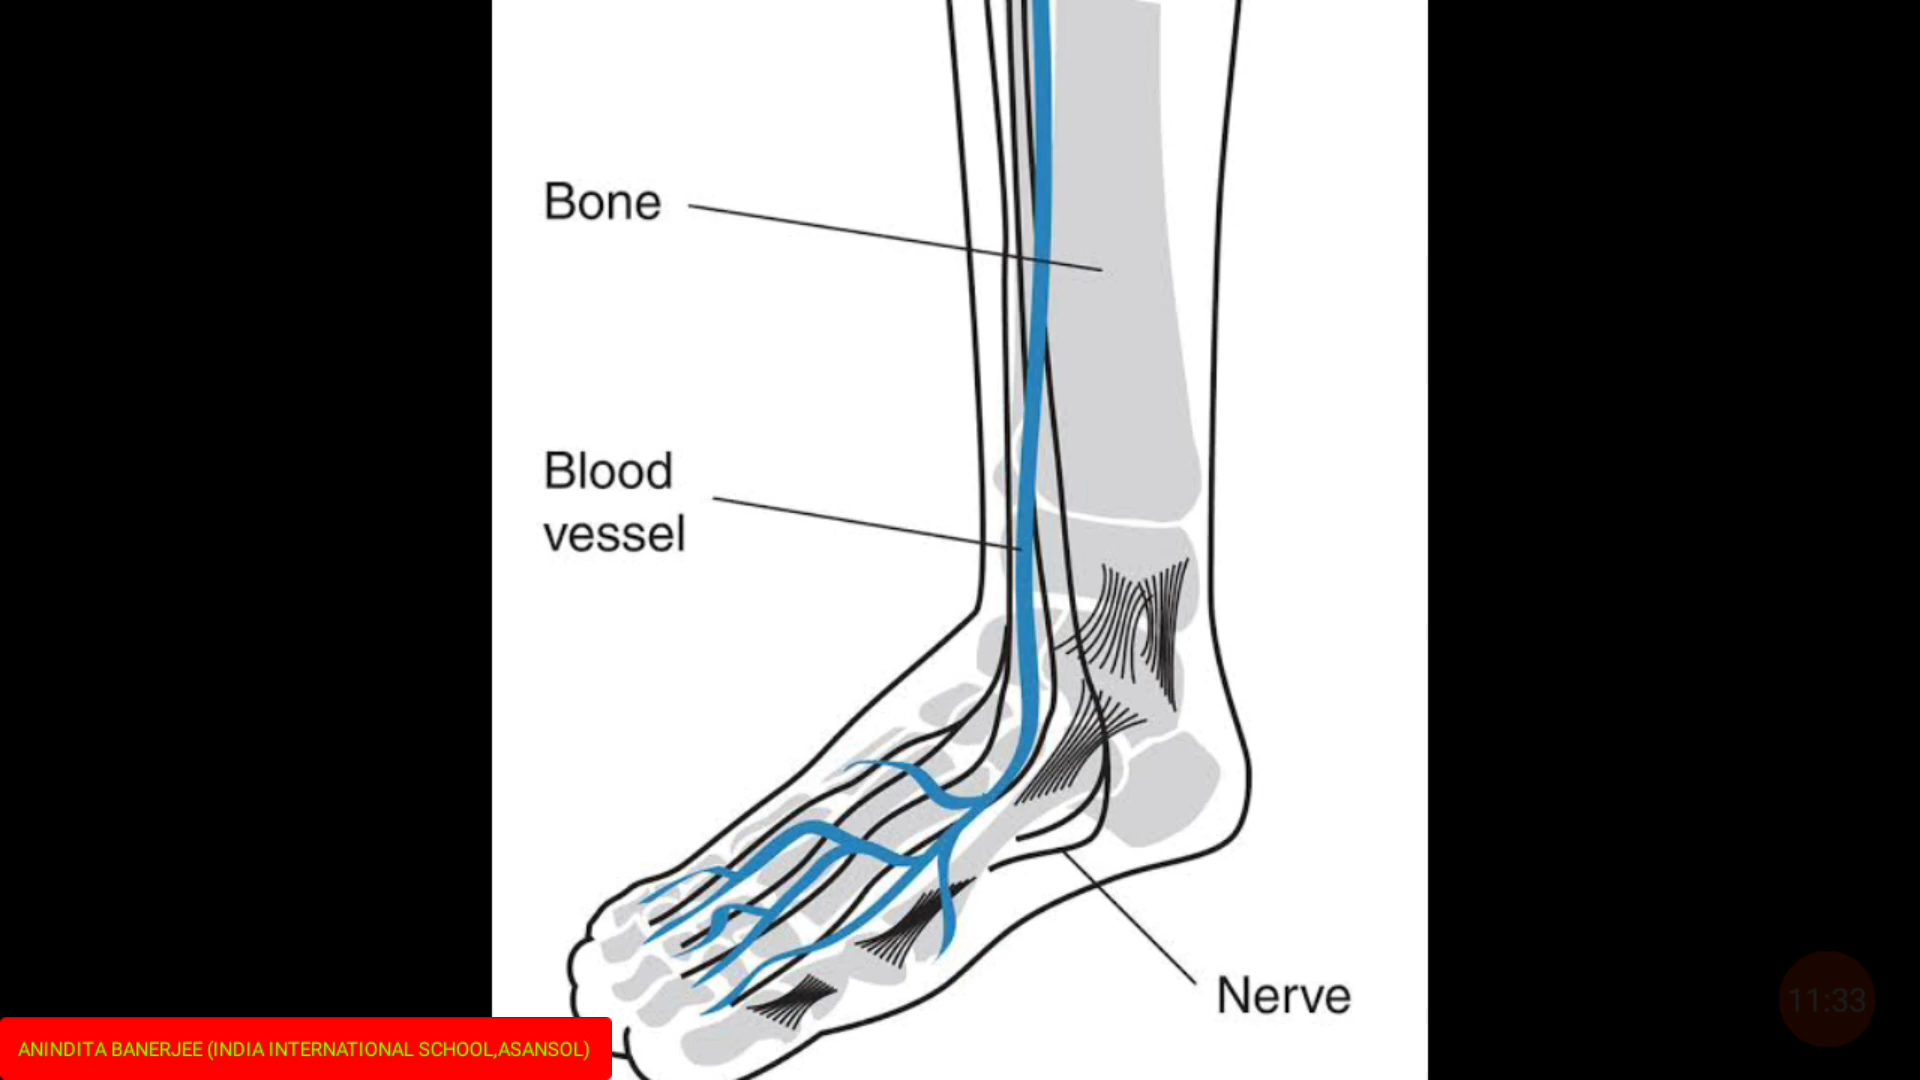 Bone
Blood
vessel
Nerve
11:33
ANINDITA BANERJEE (INDIA INTERNATIONAL SCHOOL,ASANSOL)